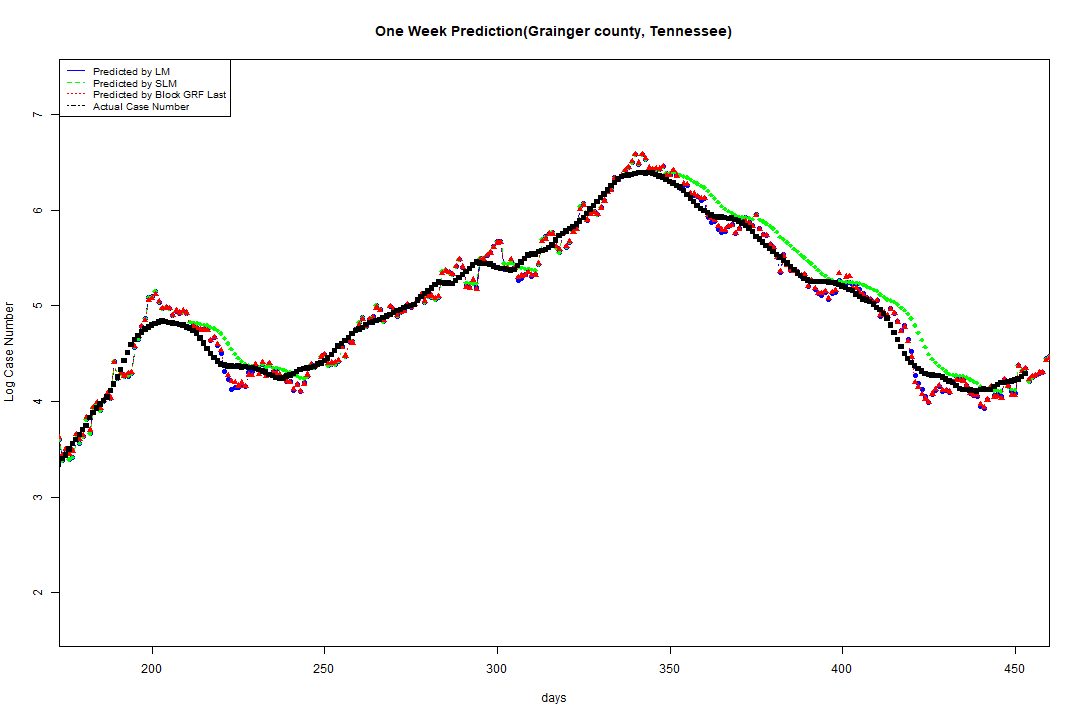 One Week Prediction(Grainger county, Tennessee)
Predicted by LM
Predicted by SLM
Predicted by Block GRF Last
Actual Case Number
Log Case Number
7
6
5
4
3
2
200 250 300 350 400 450
days